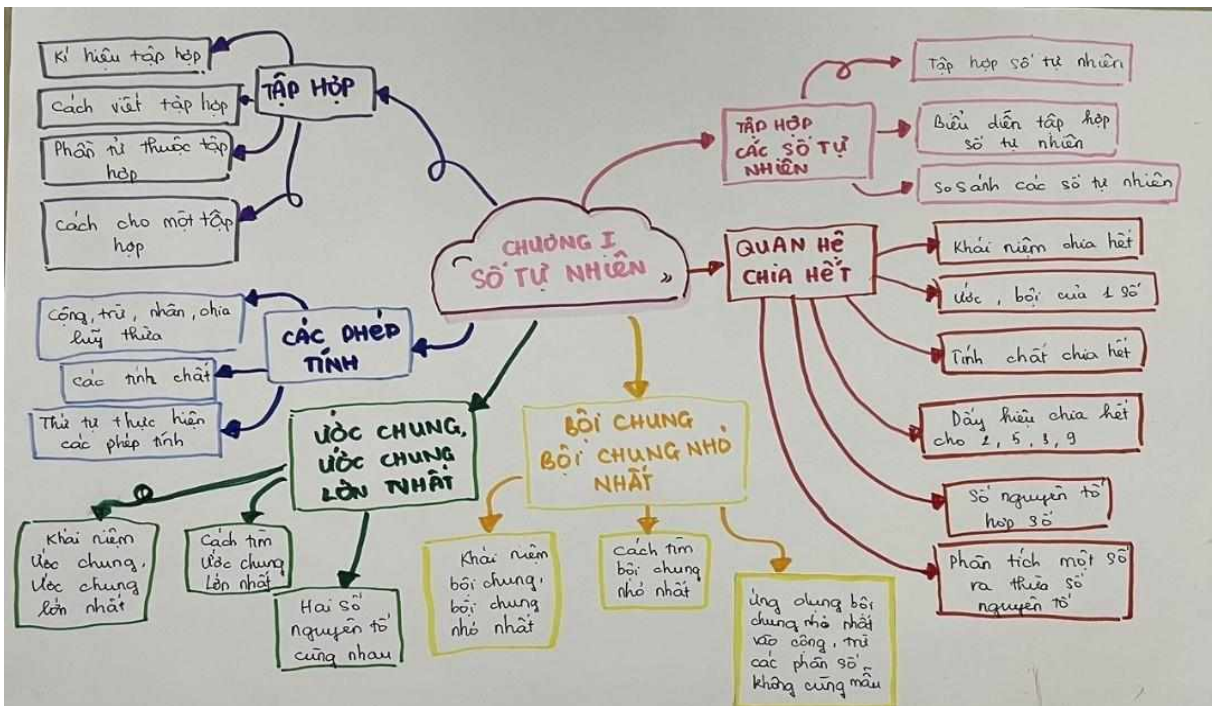 CHƯƠNG I
SỐ TỰ NHIÊN
TẬP HỢP
Kí hiệu tập hợp
Cách viết tập hợp
Phần tử thuộc tập
hợp
Cách cho một tập
hợp
TẬP HỢP
CÁC SỐ TỰ
NHIÊN
Tập hợp số tự nhiên
Biểu diễn tập hợp
số tự nhiên
So sánh các số tự nhiên
QUAN HỆ
CHIA HẾT
Khái niệm chia hết
Ước, bội của 1 số
Tính chất chia hết
Dấy hiệu chia hết
cho 2, 5, 3, 9
Số nguyên tố
hợp số
Phân tích một số
ra thừa số
nguyên tố
CÁC PHÉP
TÍNH
Cộng, trừ, nhân, chia
luỹ thừa
Các tính chất
Thứ tự thực hiện
các phép tính
ƯỚC CHUNG,
ƯỚC CHUNG
LỚN NHẤT
Khái niệm
Ước chung,
Ước chung
lớn nhất
Cách tìm
Ước chung
Lớn nhất
Hai số
nguyên tố
cùng nhau
BỘI CHUNG
BỘI CHUNG NHỎ
NHẤT
Khái niệm
bội chung,
bội chung
nhỏ nhất
Cách tìm
bội chung
nhỏ nhất
Ứng dụng bội
chung nhỏ nhất
vào cộng, trừ
các phân số
không cùng mẫu